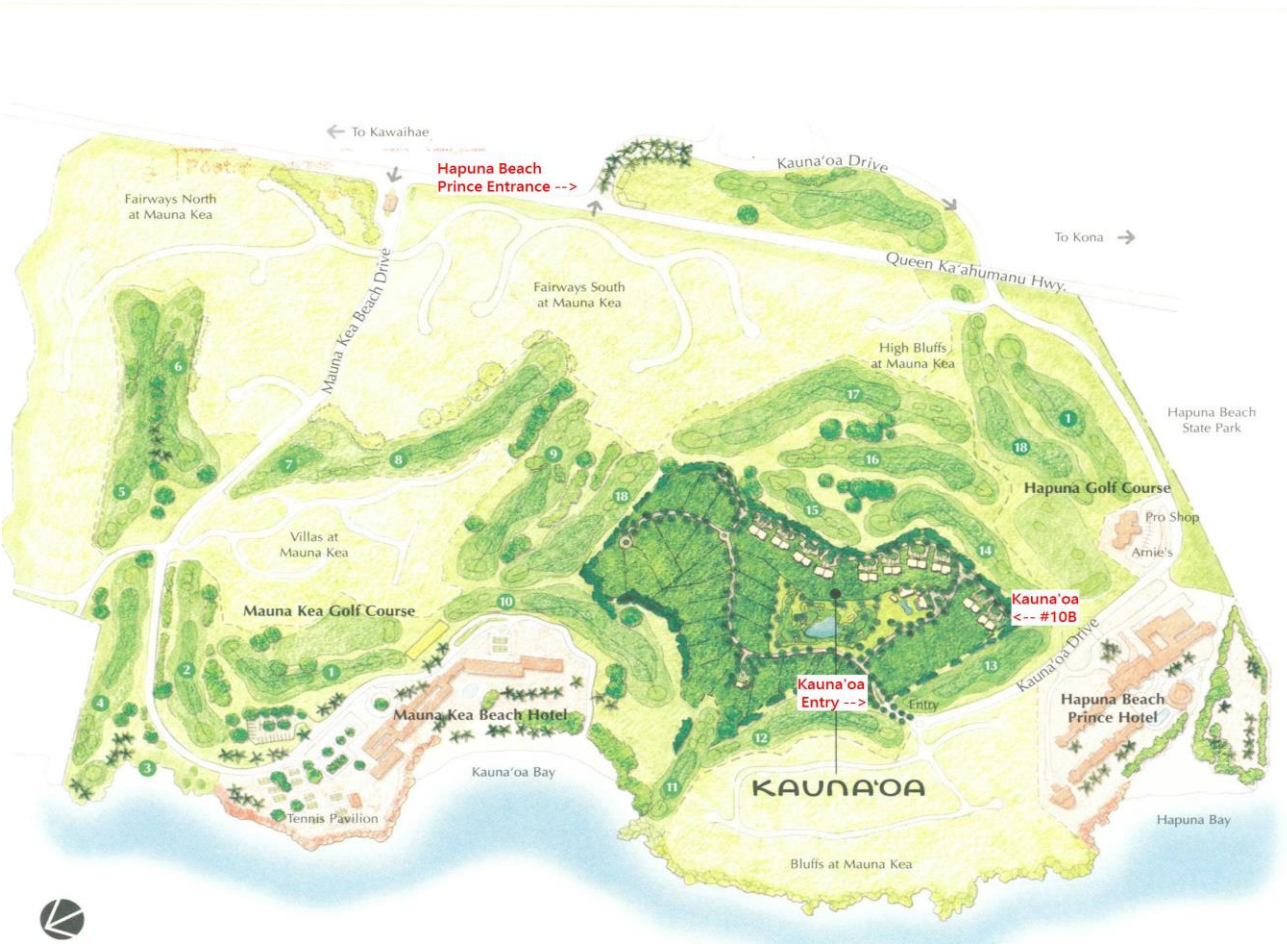 To Kawaihae
Poster
Hapuna Beach
Prince Entrance -->
Kauna'oa Drive
Fairways North
at Mauna Kea
To Kona
Queen Ka'ahumanu Hwy.
Mauna Kea Beach Drive
Fairways South
at Mauna Kea
High Bluffs
at Mauna Kea
6
17
1
Hapuna Beach
State Park
7
8
9
16
18
5
18
15
Hapuna Golf Course
Pro Shop
Villas at
Mauna Kea
14
Arnie's
10
Kauna'oa
<-- #10B
Mauna Kea Golf Course
2
1
13
Kauna'oa Drive
Kauna'oa
Entry -->
Entry
4
Mauna Kea Beach Hotel
Hapuna Beach
Prince Hotel
12
3
Kauna'oa Bay
11
KAUNA'OA
Tennis Pavilion
Hapuna Bay
Bluffs at Mauna Kea